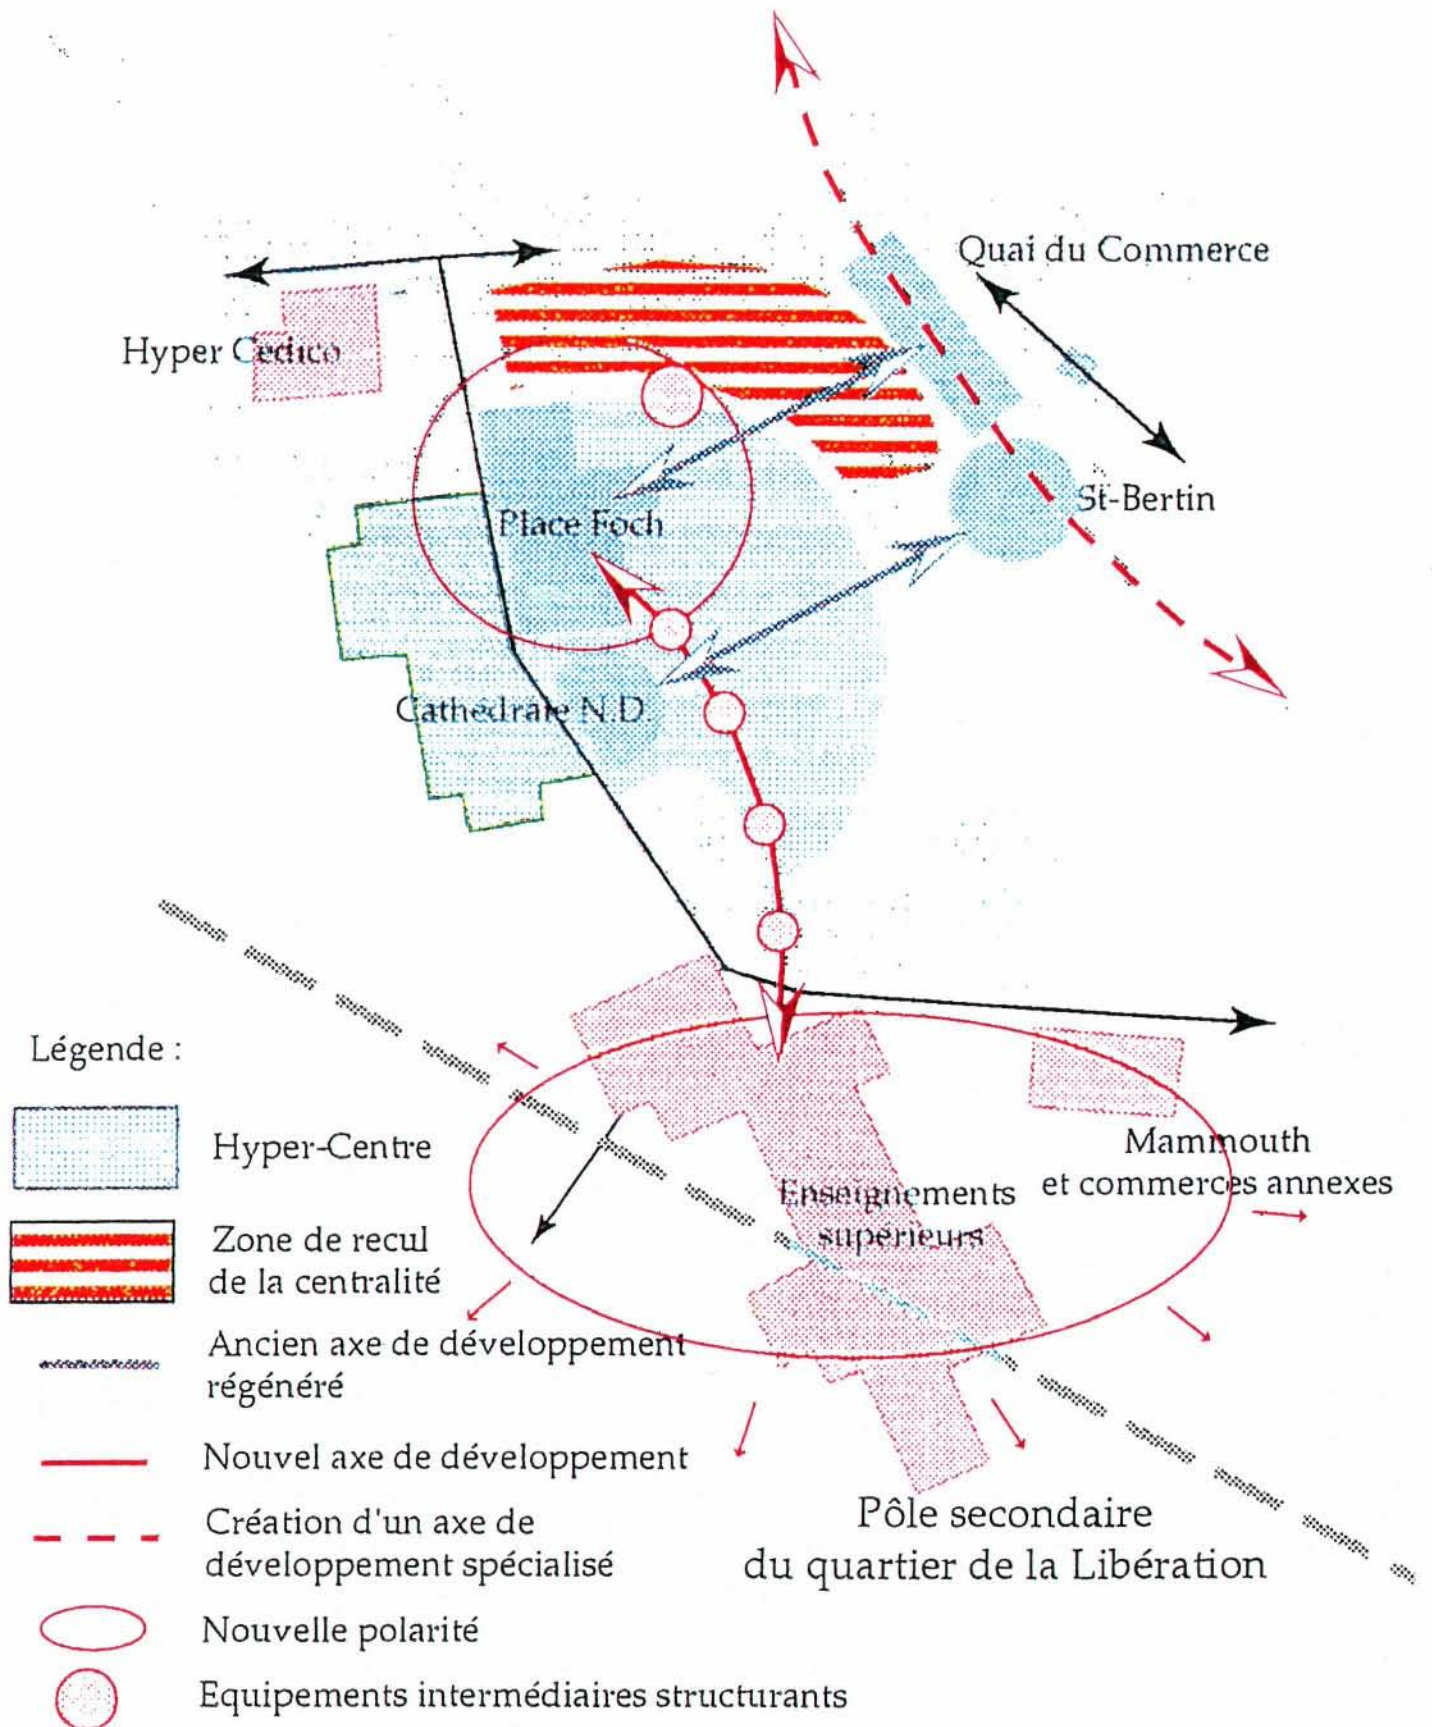 Quai du Commerce
Hyper Cedico
St-Bertin
Place Foch
Cathédrale N.D.
Légende :
Hyper-Centre
Zone de recul
de la centralité
Ancien axe de développement
régénéré
Nouvel axe de développement
Création d'un axe de
développement spécialisé
Nouvelle polarité
Equipements intermédiaires structurants
Mammouth
et commerces annexes
Enseignements
supérieurs
Pôle secondaire
du quartier de la Libération